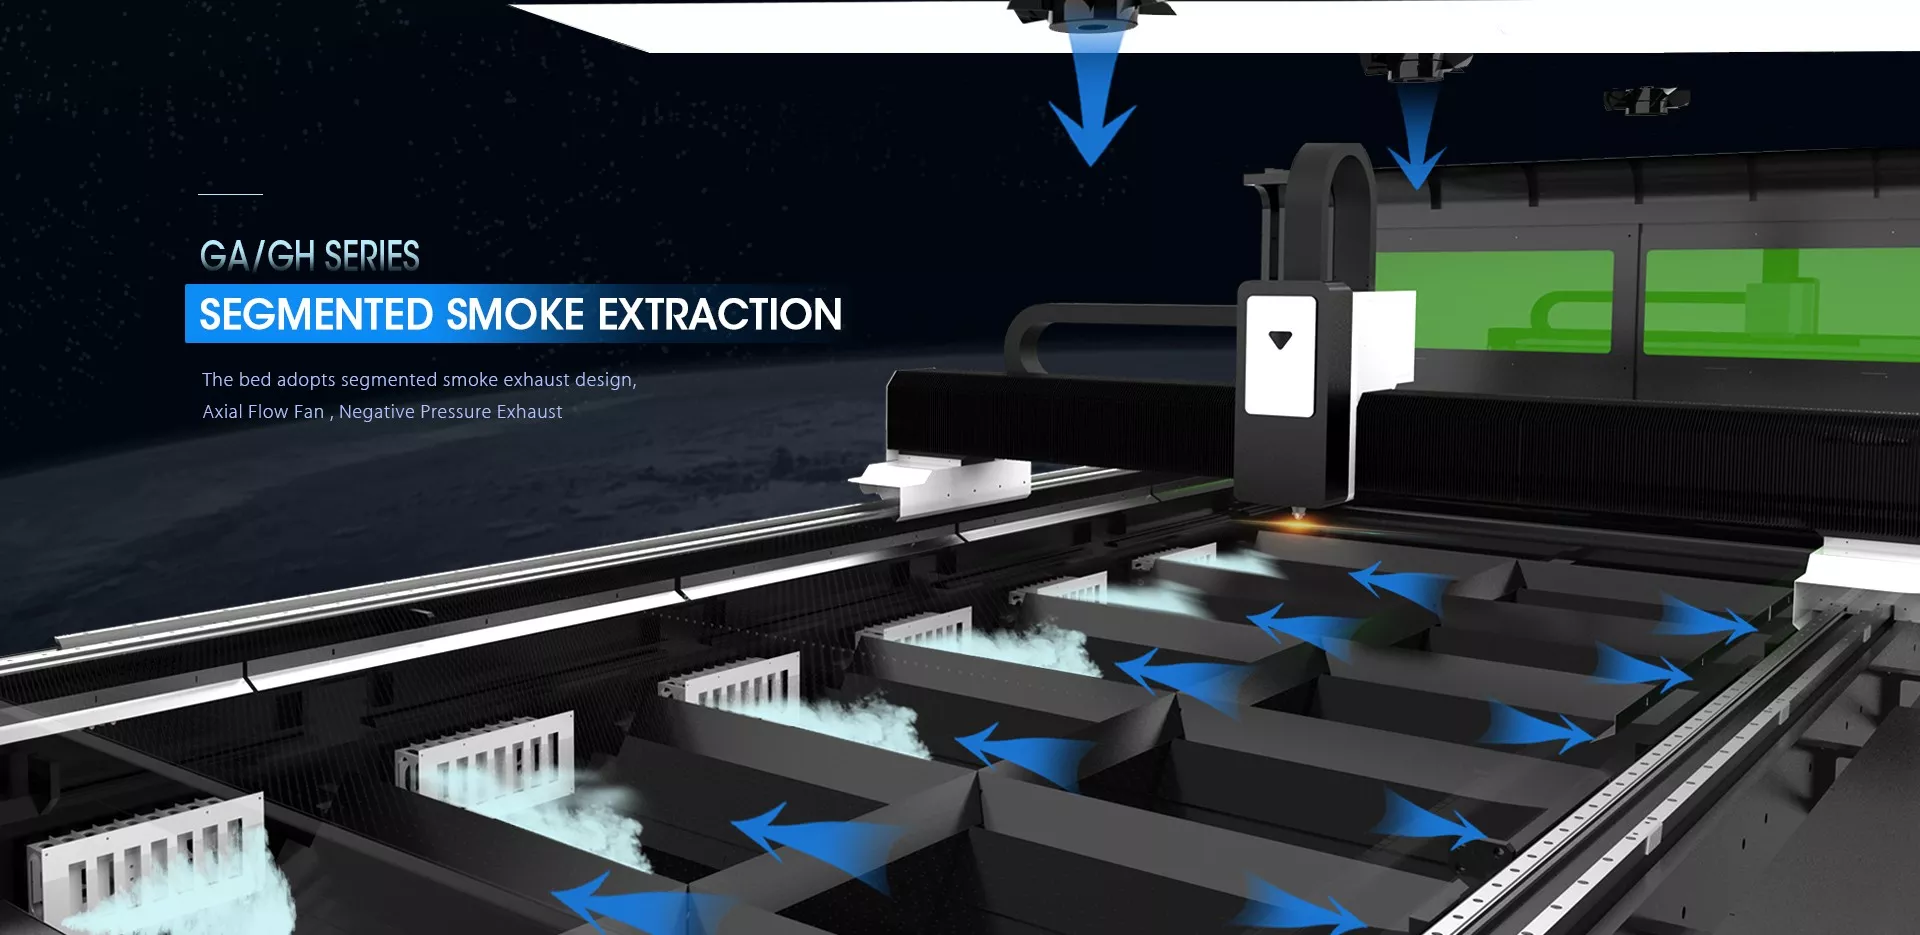 GA/GH SERIES
SEGMENTED SMOKE EXTRACTION
The bed adopts segmented smoke exhaust design,
Axial Flow Fan , Negative Pressure Exhaust